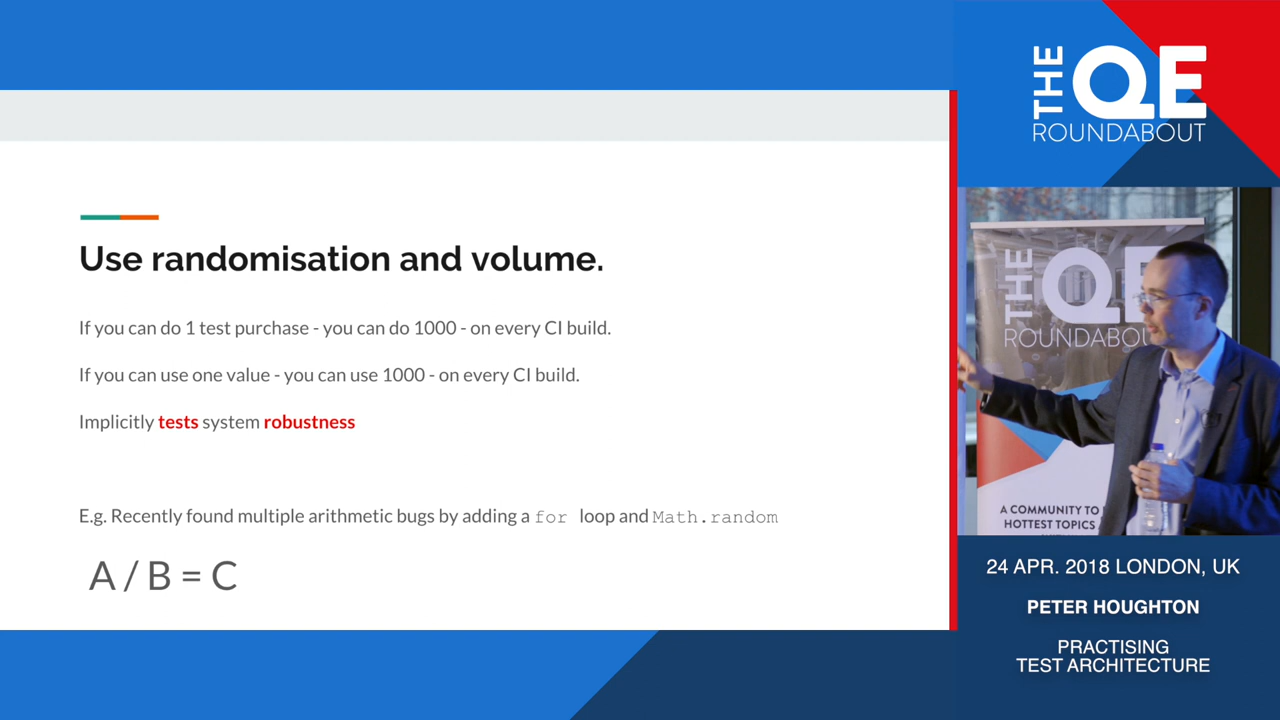 Use randomisation and volume.
If you can do 1 test purchase - you can do 1000 - on every CI build.
If you can use one value - you can use 1000 - on every CI build.
Implicitly tests system robustness
E.g. Recently found multiple arithmetic bugs by adding a for loop and Math.random
A / B = C
THE QE
ROUNDABOUT
THE QE
ROUNDABOU
A COMMUNITY TO
HOTTEST TOPICS
24 APR. 2018 LONDON, UK
PETER HOUGHTON
PRACTISING
TEST ARCHITECTURE